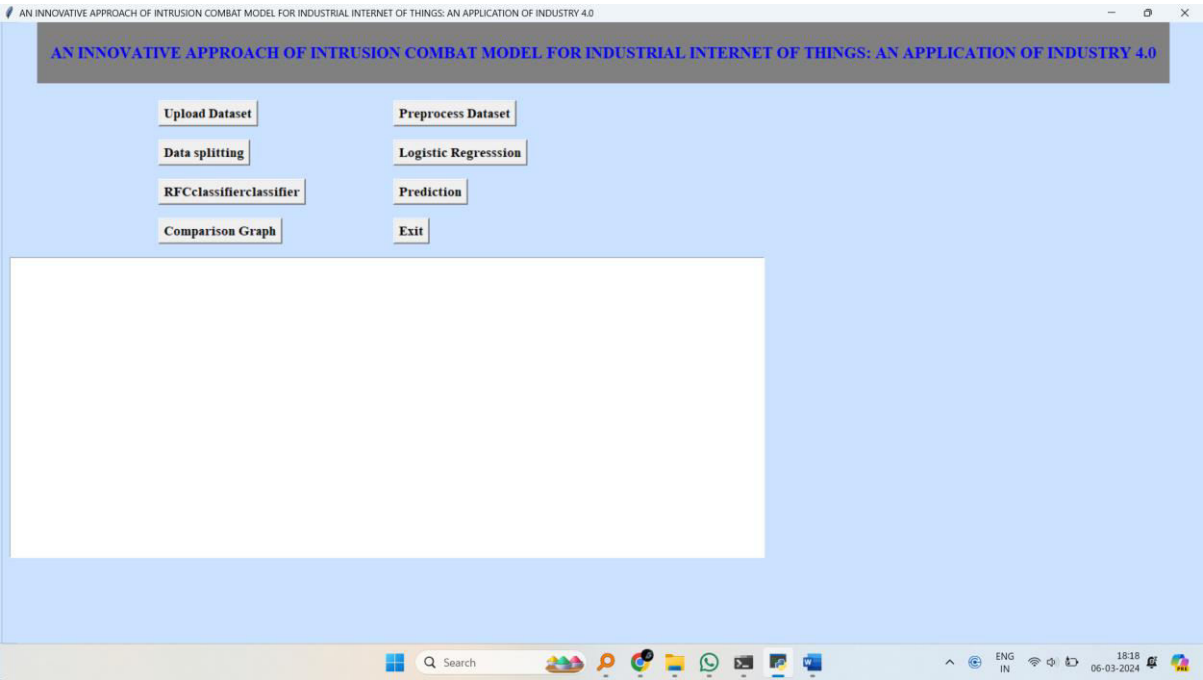 AN INNOVATIVE APPROACH OF INTRUSION COMBAT MODEL FOR INDUSTRIAL INTERNET OF THINGS: AN APPLICATION OF INDUSTRY 4.0
AN INNOVATIVE APPROACH OF INTRUSION COMBAT MODEL FOR INDUSTRIAL INTERNET OF THINGS: AN APPLICATION OF INDUSTRY 4.0
Upload Dataset Preprocess Dataset
Data splitting Logistic Regresssion
RFCclassifierclassifier Prediction
Comparison Graph Exit
Search
ENG
IN
18:18
06-03-2024